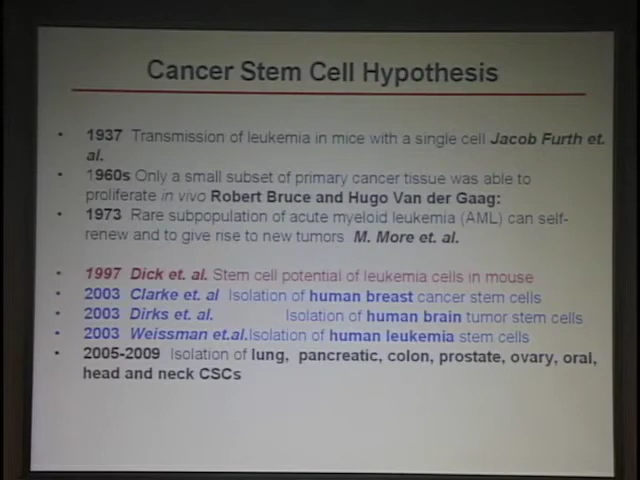 Cancer Stem Cell Hypothesis
• 1937 Transmission of leukemia in mice with a single cell Jacob Furth et.
al.
• 1960s Only a small subset of primary cancer tissue was able to
proliferate in vivo Robert Bruce and Hugo Van der Gaag:
• 1973 Rare subpopulation of acute myeloid leukemia (AML) can self-
renew and to give rise to new tumors M. More et. al.
• 1997 Dick et. al. Stem cell potential of leukemia cells in mouse
• 2003 Clarke et. al Isolation of human breast cancer stem cells
• 2003 Dirks et. al. Isolation of human brain tumor stem cells
• 2003 Weissman et.al.Isolation of human leukemia stem cells
• 2005-2009 Isolation of lung, pancreatic, colon, prostate, ovary, oral,
head and neck CSCs